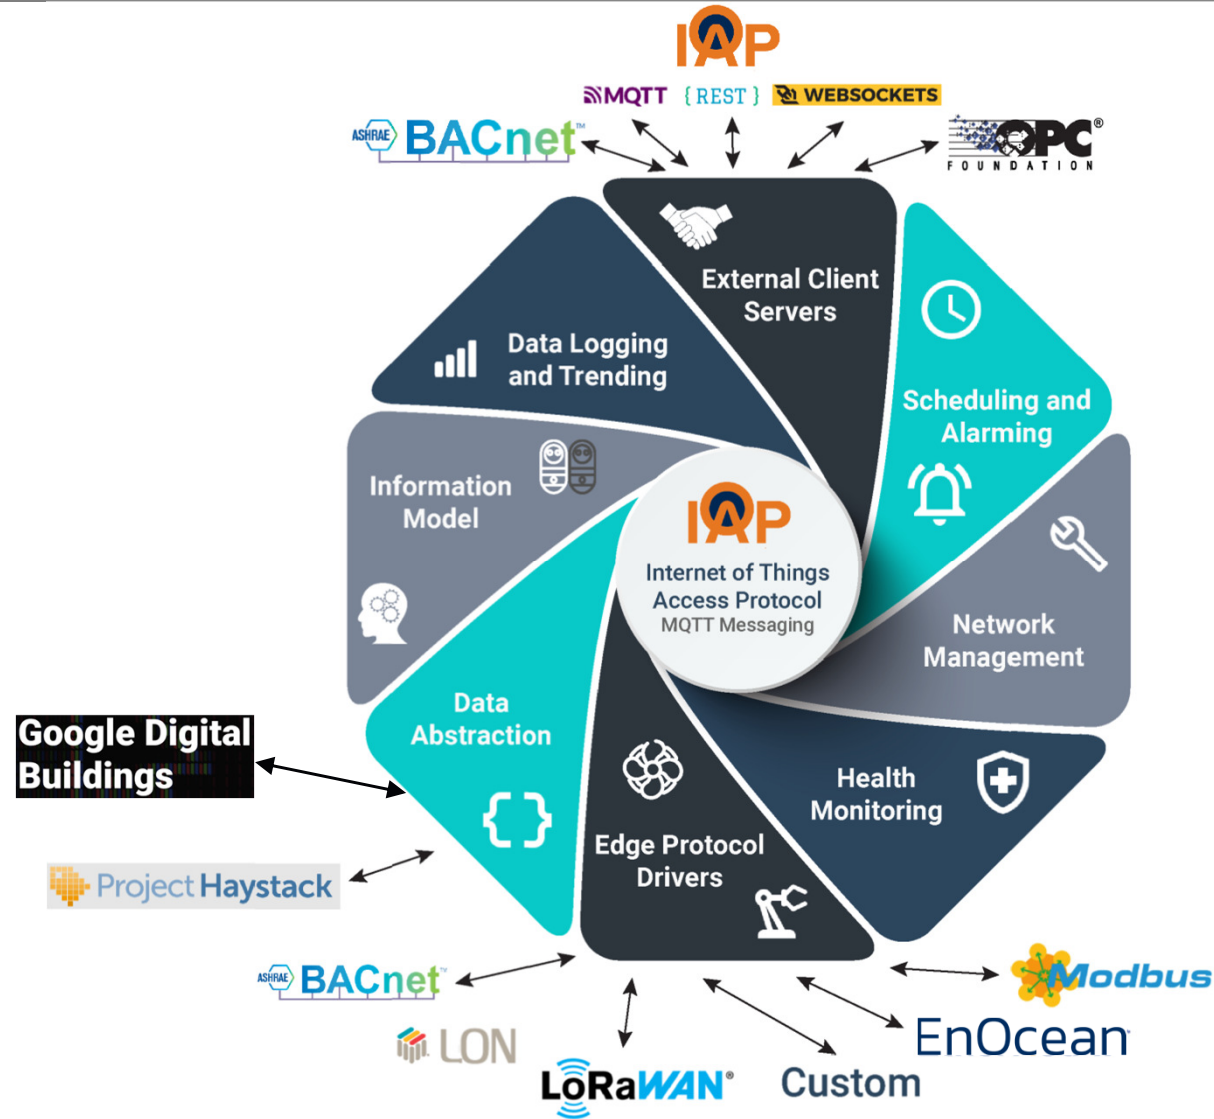 IAP
MQTT { REST } WEBSOCKETS
ASHRAE BACnet™
OPC®
FOUNDATION
External Client
Servers
Data Logging
and Trending
Scheduling and
Alarming
Information
Model
IAP
Internet of Things
Access Protocol
MQTT Messaging
Network
Management
Data
Abstraction
Google Digital
Buildings
Health
Monitoring
Edge Protocol
Drivers
Project Haystack
ASHRAE BACnet™
Modbus
LON
EnOcean
LoRaWAN®
Custom